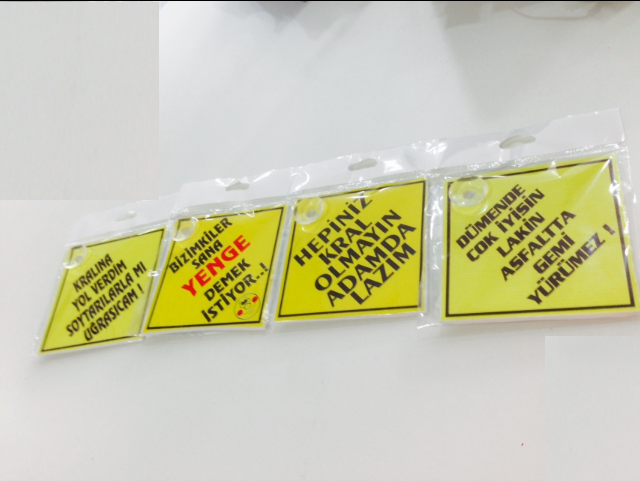 KRALINA
YOL VERDİM
SOYTARILARLA MI
UĞRAŞICAM!
BİZİMKİLER
SANA
YENGE
DEMEK
İSTİYOR..!
HEPİNİZ
KRAL
OLMAYIN
ADAMDA
LAZIM
DÜMENDE
ÇOK İYİSİN
LAKİN
ASFALTTA
GEMİ
YÜRÜMEZ !